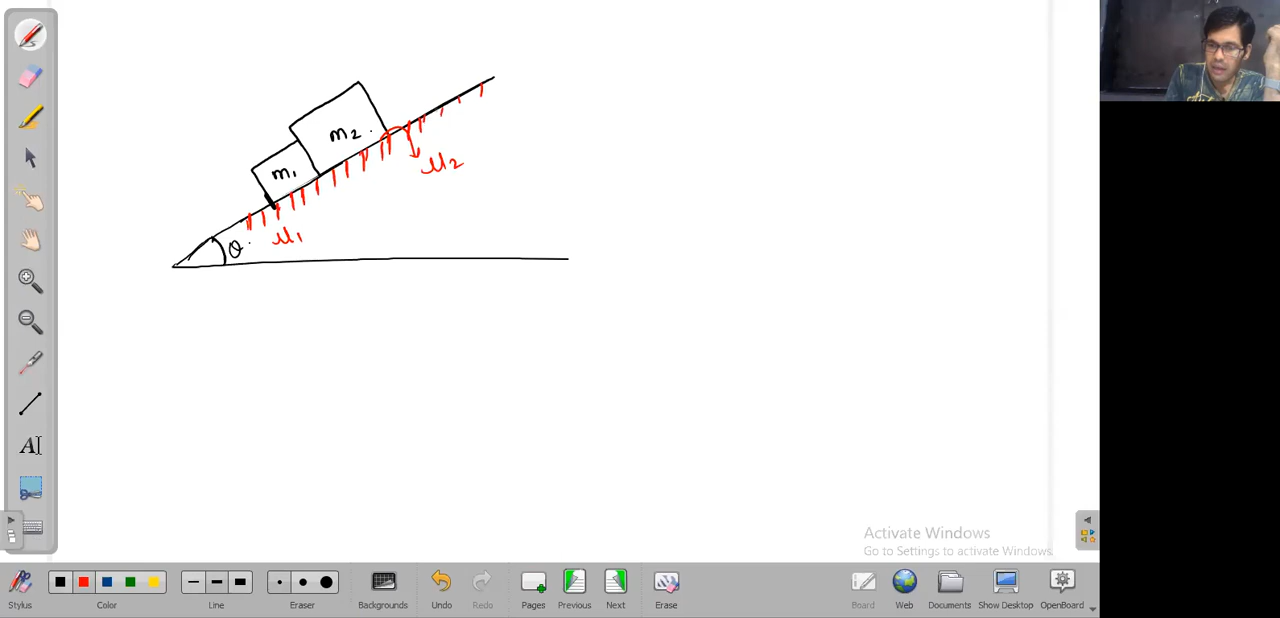 m₂
m₁
μ₂
μ₁
θ
A
Activate Windows
Go to Settings to activate Windows.
Stylus
Color
Line
Eraser
Backgrounds
Undo
Redo
Pages
Previous
Next
Erase
Board
Web
Documents
Show Desktop
OpenBoard